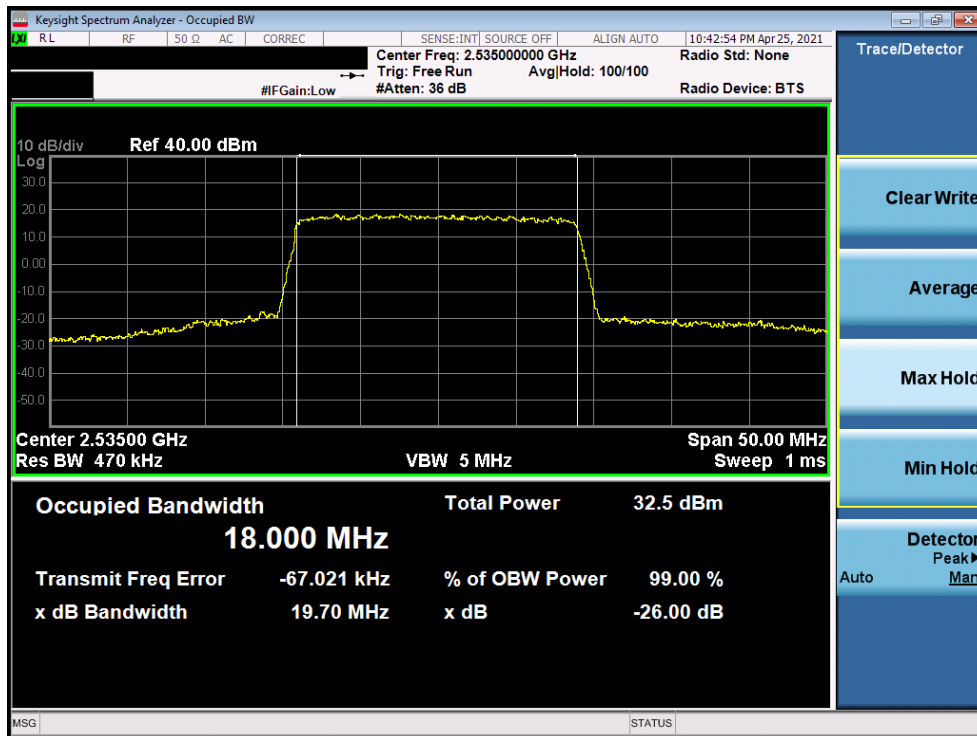 Keysight Spectrum Analyzer - Occupied BW
LXI RL RF 50 Ω AC CORREC SENSE:INT SOURCE OFF ALIGN AUTO 10:42:54 PM Apr 25, 2021
Center Freq: 2.535000000 GHz Radio Std: None
Trig: Free Run Avg|Hold: 100/100
#IFGain:Low #Atten: 36 dB Radio Device: BTS
Trace/Detector
10 dB/div Ref 40.00 dBm
Log
30.0
20.0
10.0
0.00
-10.0
-20.0
-30.0
-40.0
-50.0
Center 2.53500 GHz Span 50.00 MHz
Res BW 470 kHz VBW 5 MHz Sweep 1 ms
Occupied Bandwidth Total Power 32.5 dBm
18.000 MHz
Transmit Freq Error -67.021 kHz % of OBW Power 99.00 %
x dB Bandwidth 19.70 MHz x dB -26.00 dB
Clear Write
Average
Max Hold
Min Hold
Detector
Peak
Auto Man
MSG STATUS